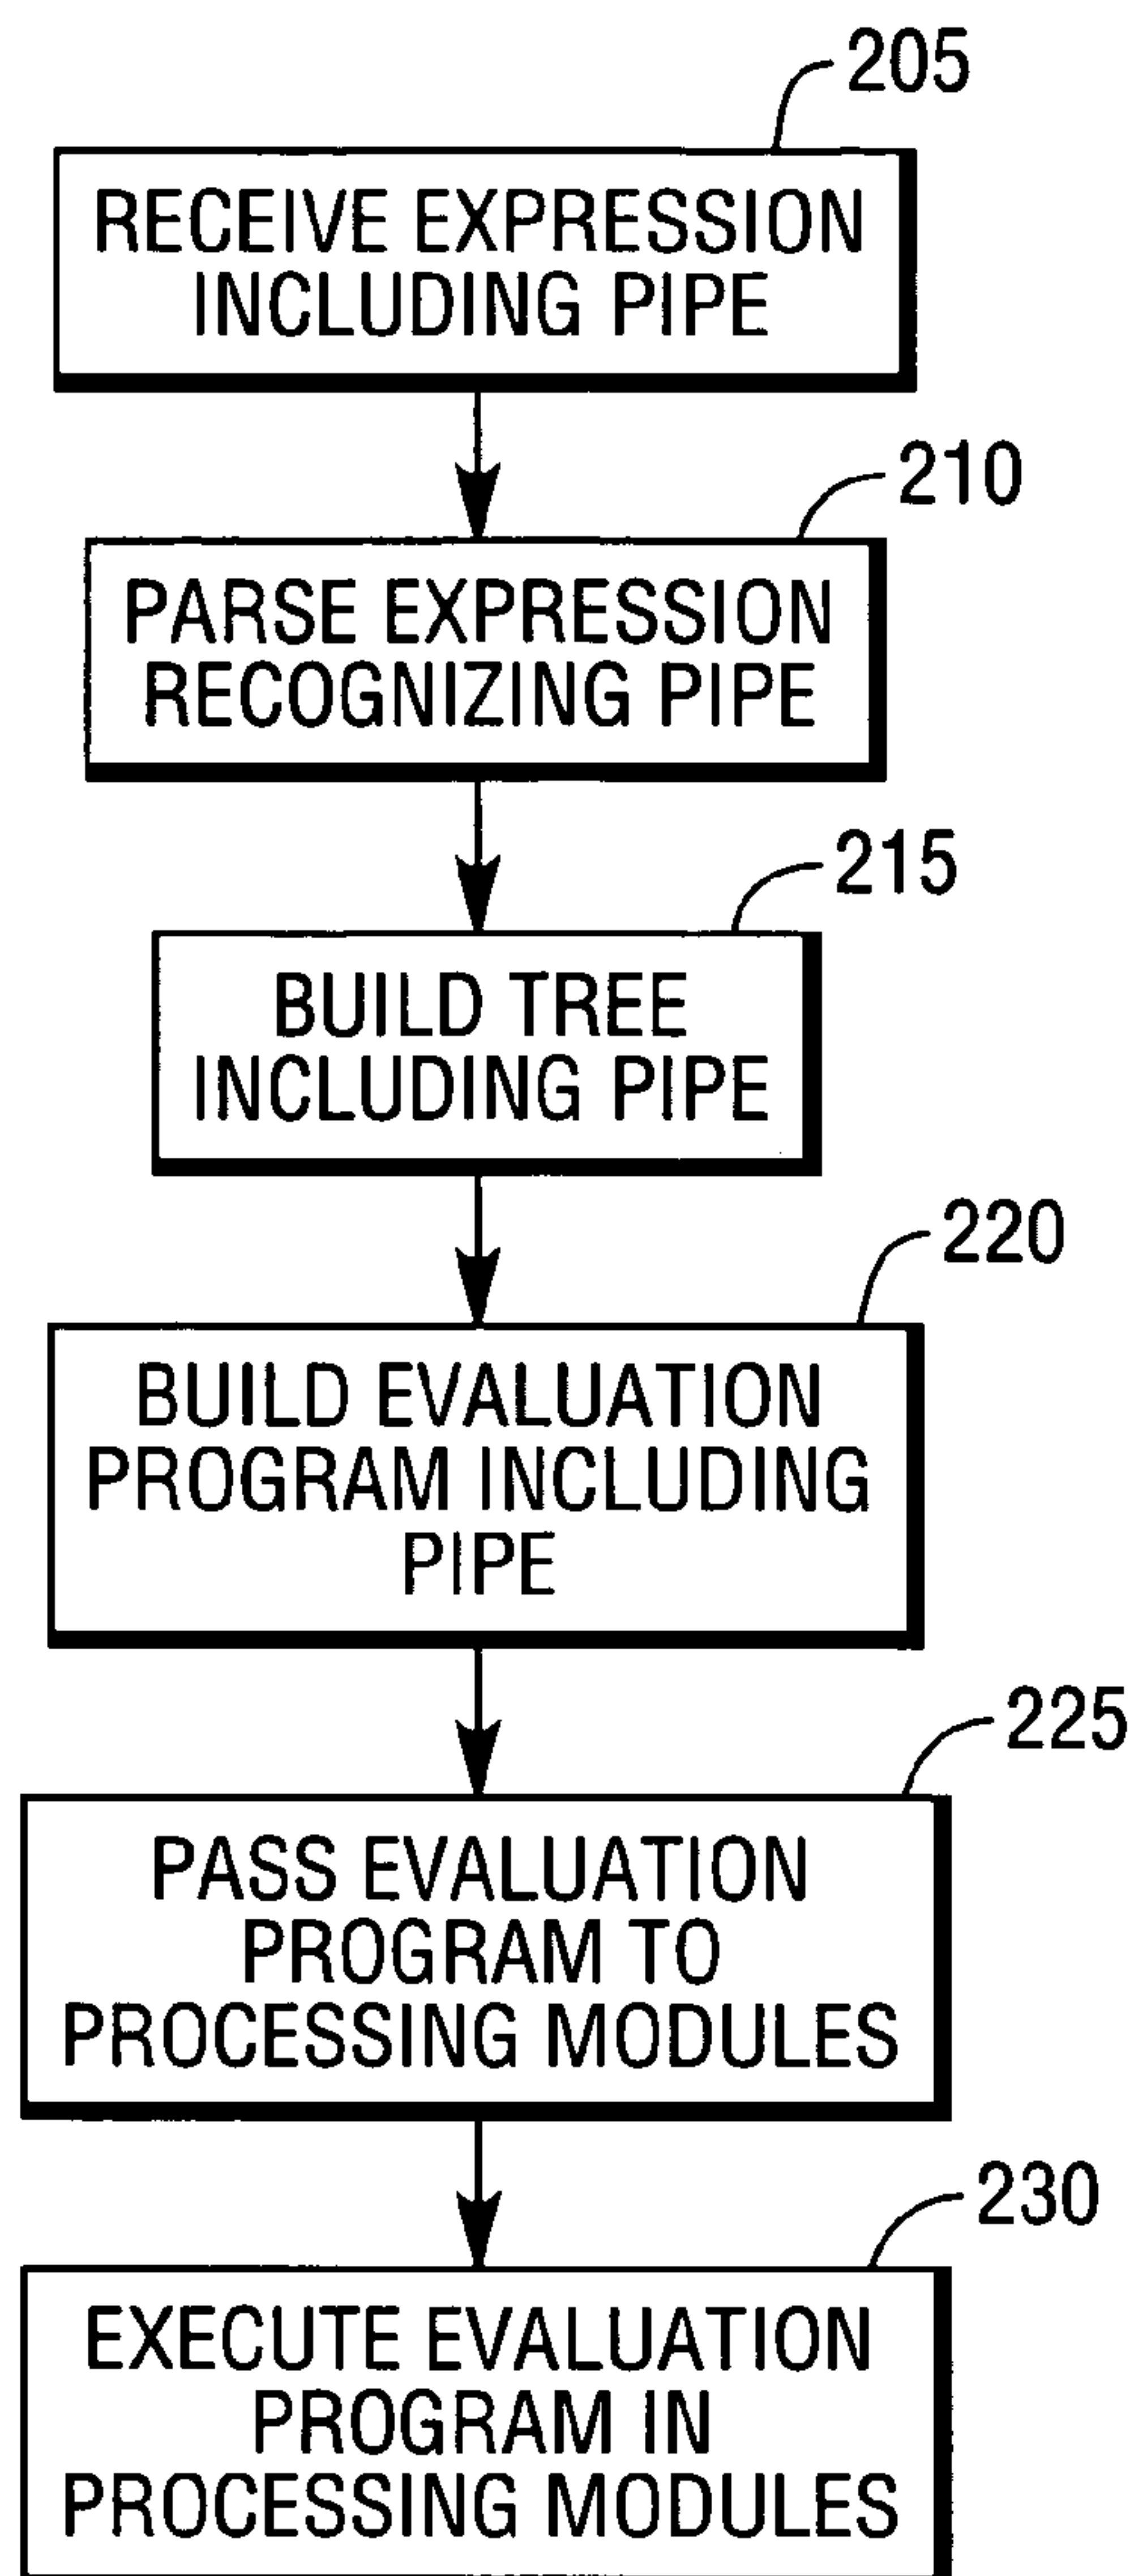 205
RECEIVE EXPRESSION
INCLUDING PIPE
210
PARSE EXPRESSION
RECOGNIZING PIPE
215
BUILD TREE
INCLUDING PIPE
220
BUILD EVALUATION
PROGRAM INCLUDING
PIPE
225
PASS EVALUATION
PROGRAM TO
PROCESSING MODULES
230
EXECUTE EVALUATION
PROGRAM IN
PROCESSING MODULES